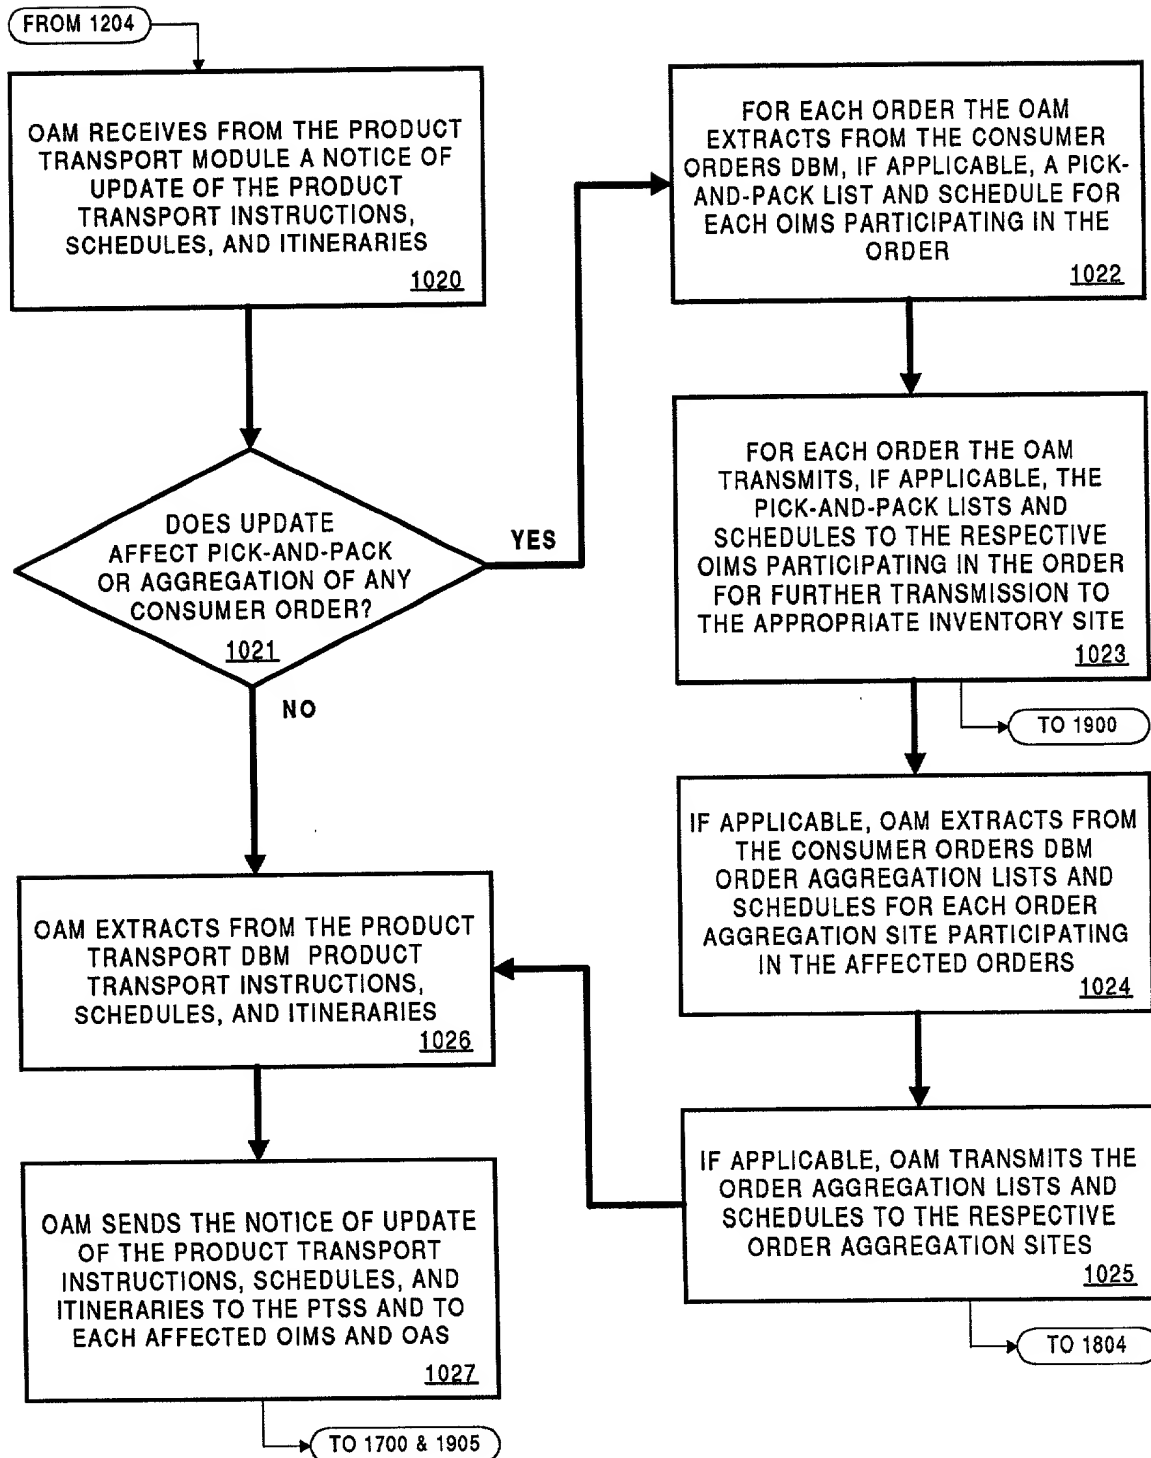 FROM 1204
OAM RECEIVES FROM THE PRODUCT
TRANSPORT MODULE A NOTICE OF
UPDATE OF THE PRODUCT
TRANSPORT INSTRUCTIONS,
SCHEDULES, AND ITINERARIES
1020
DOES UPDATE
AFFECT PICK-AND-PACK
OR AGGREGATION OF ANY
CONSUMER ORDER?
1021
YES
NO
FOR EACH ORDER THE OAM
EXTRACTS FROM THE CONSUMER
ORDERS DBM, IF APPLICABLE, A PICK-
AND-PACK LIST AND SCHEDULE FOR
EACH OIMS PARTICIPATING IN THE
ORDER
1022
FOR EACH ORDER THE OAM
TRANSMITS, IF APPLICABLE, THE
PICK-AND-PACK LISTS AND
SCHEDULES TO THE RESPECTIVE
OIMS PARTICIPATING IN THE ORDER
FOR FURTHER TRANSMISSION TO
THE APPROPRIATE INVENTORY SITE
1023
TO 1900
IF APPLICABLE, OAM EXTRACTS FROM
THE CONSUMER ORDERS DBM
ORDER AGGREGATION LISTS AND
SCHEDULES FOR EACH ORDER
AGGREGATION SITE PARTICIPATING
IN THE AFFECTED ORDERS
1024
IF APPLICABLE, OAM TRANSMITS THE
ORDER AGGREGATION LISTS AND
SCHEDULES TO THE RESPECTIVE
ORDER AGGREGATION SITES
1025
TO 1804
OAM EXTRACTS FROM THE PRODUCT
TRANSPORT DBM PRODUCT
TRANSPORT INSTRUCTIONS,
SCHEDULES, AND ITINERARIES
1026
OAM SENDS THE NOTICE OF UPDATE
OF THE PRODUCT TRANSPORT
INSTRUCTIONS, SCHEDULES, AND
ITINERARIES TO THE PTSS AND TO
EACH AFFECTED OIMS AND OAS
1027
TO 1700 & 1905